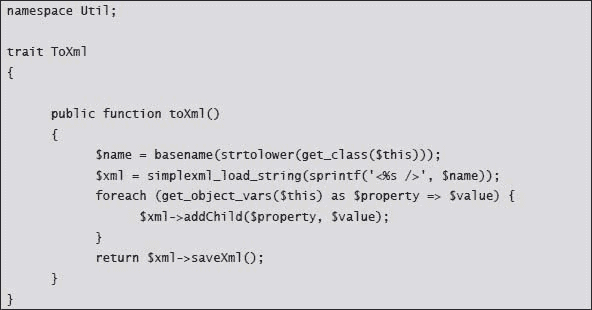 namespace Util;
trait ToXml
{
public function toXml()
{
$name = basename(strtolower(get_class($this)));
$xml = simplexml_load_string(sprintf('<%s />', $name));
foreach (get_object_vars($this) as $property => $value) {
$xml->addChild($property, $value);
}
return $xml->saveXml();
}
}